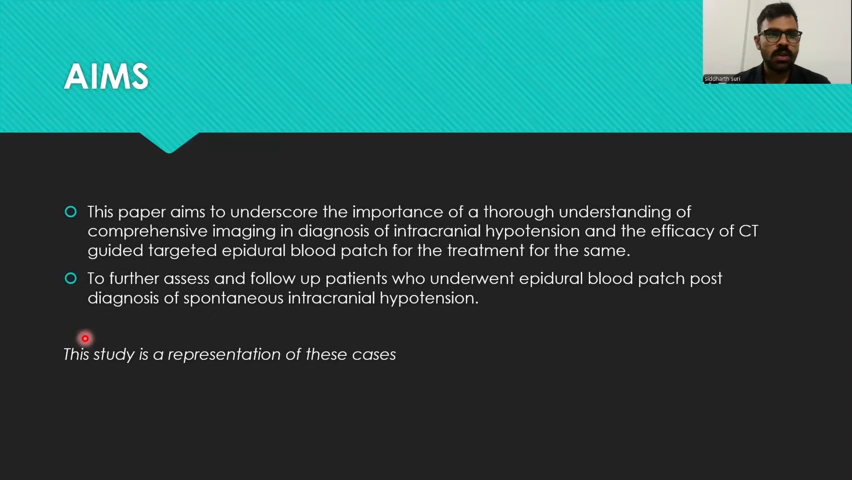 AIMS
siddharth suri
This paper aims to underscore the importance of a thorough understanding of
comprehensive imaging in diagnosis of intracranial hypotension and the efficacy of CT
guided targeted epidural blood patch for the treatment for the same.
To further assess and follow up patients who underwent epidural blood patch post
diagnosis of spontaneous intracranial hypotension.
This study is a representation of these cases